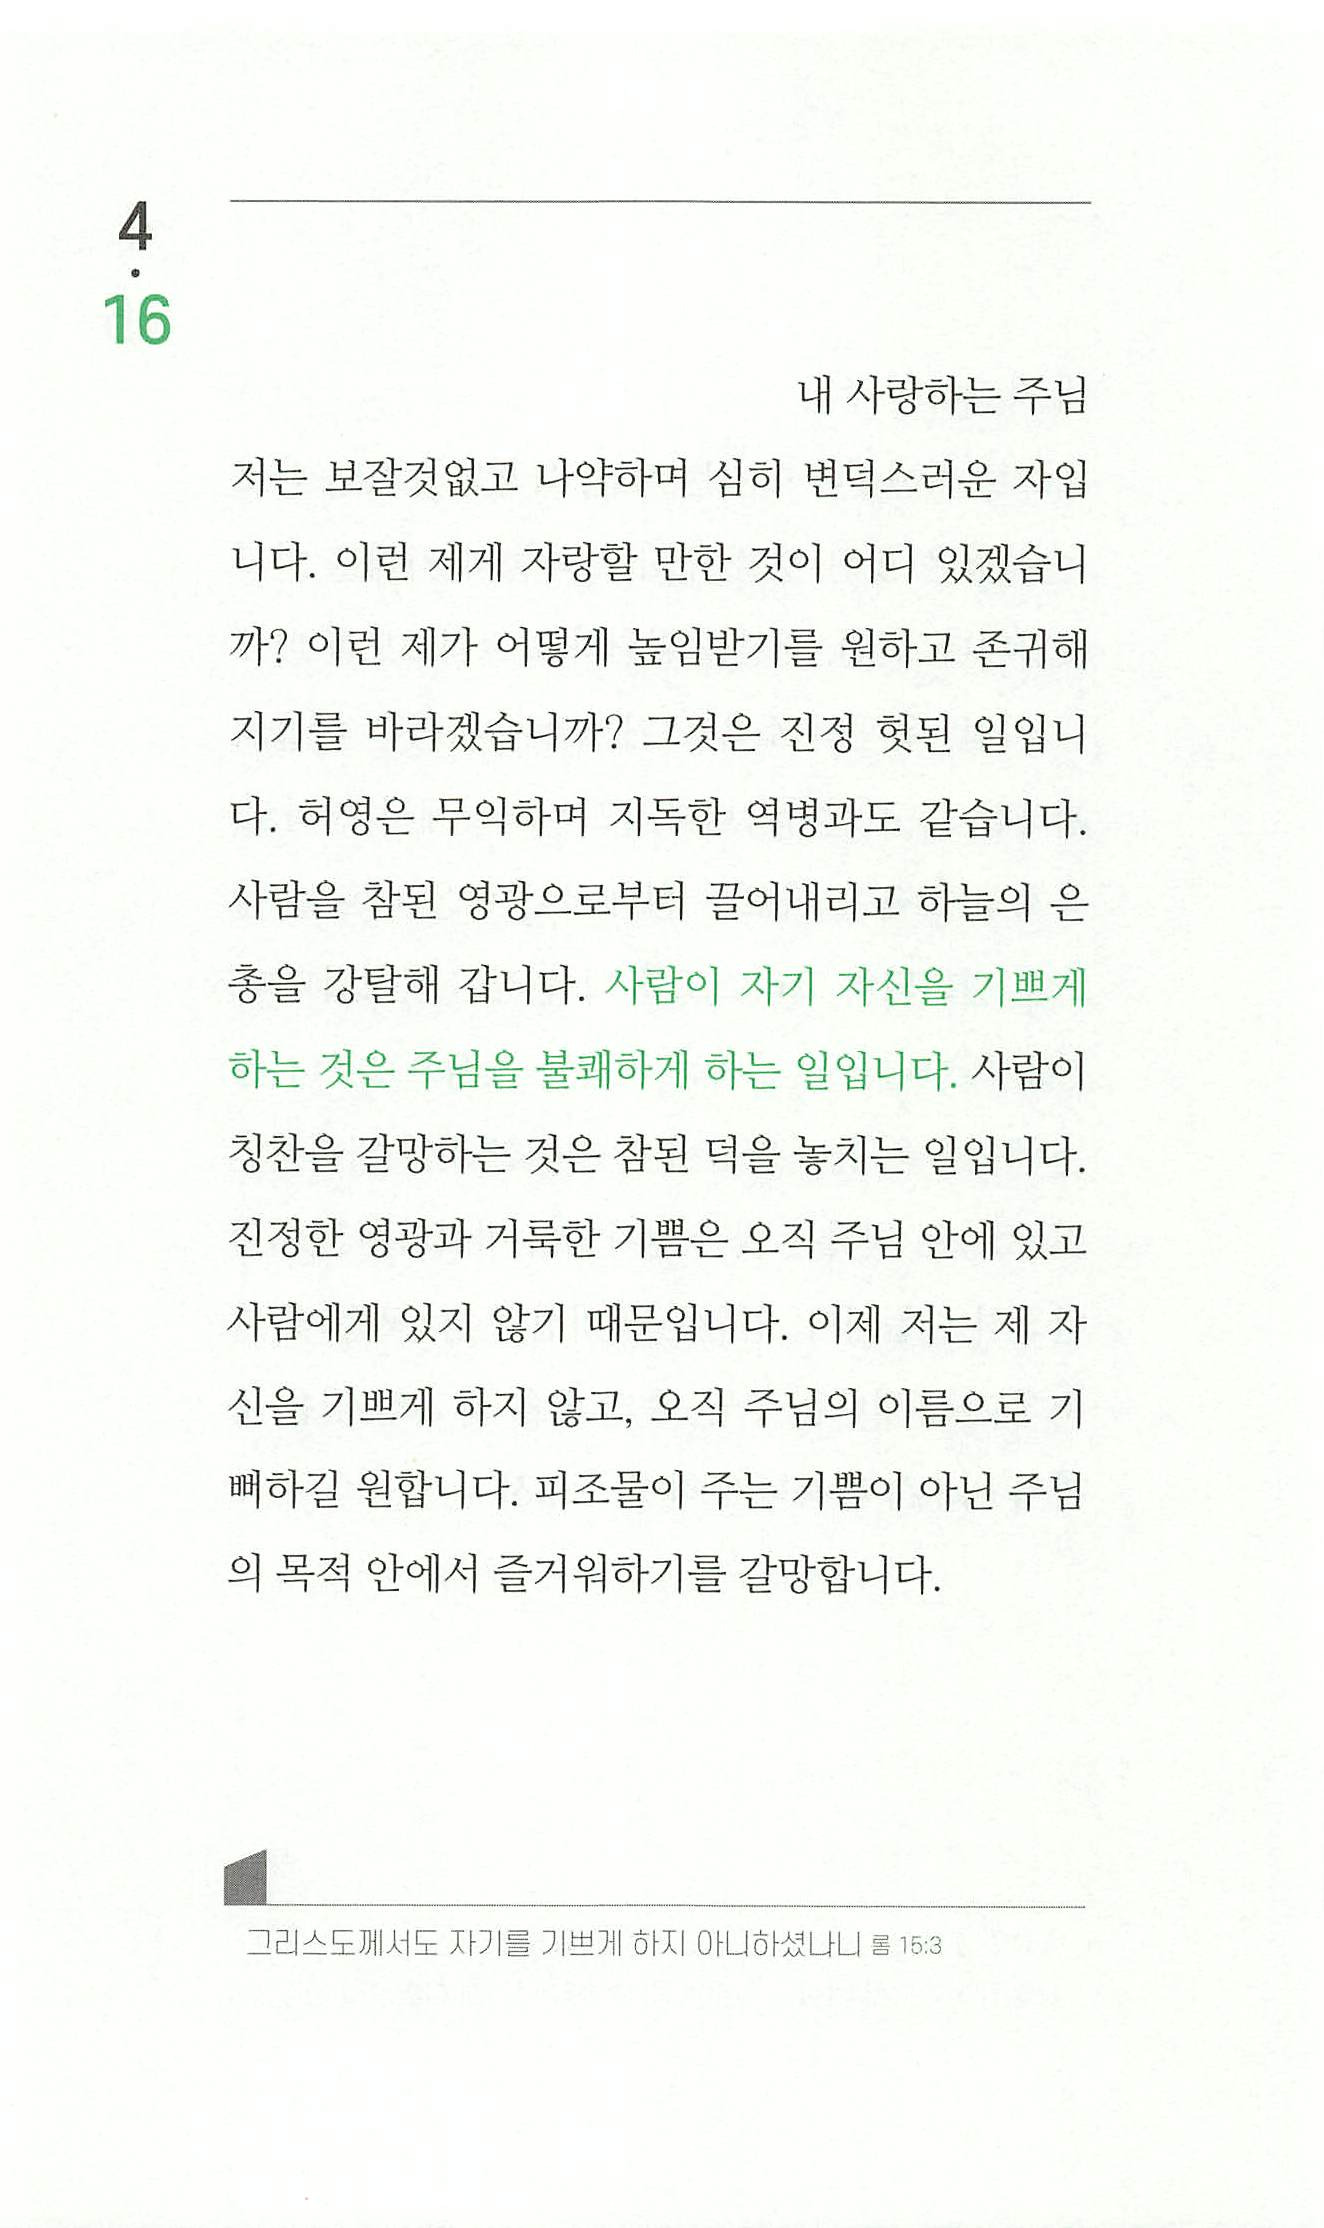 4
·
16
내 사랑하는 주님
저는 보잘것없고 나약하며 심히 변덕스러운 자입
니다. 이런 제게 자랑할 만한 것이 어디 있겠습니
까? 이런 제가 어떻게 높임받기를 원하고 존귀해
지기를 바라겠습니까? 그것은 진정 헛된 일입니
다. 허영은 무익하며 지독한 역병과도 같습니다.
사람을 참된 영광으로부터 끌어내리고 하늘의 은
총을 강탈해 갑니다. 사람이 자기 자신을 기쁘게
하는 것은 주님을 불쾌하게 하는 일입니다. 사람이
칭찬을 갈망하는 것은 참된 덕을 놓치는 일입니다.
진정한 영광과 거룩한 기쁨은 오직 주님 안에 있고
사람에게 있지 않기 때문입니다. 이제 저는 제 자
신을 기쁘게 하지 않고, 오직 주님의 이름으로 기
뻐하길 원합니다. 피조물이 주는 기쁨이 아닌 주님
의 목적 안에서 즐거워하기를 갈망합니다.
그리스도께서도 자기를 기쁘게 하지 아니하셨나니 롬 15:3